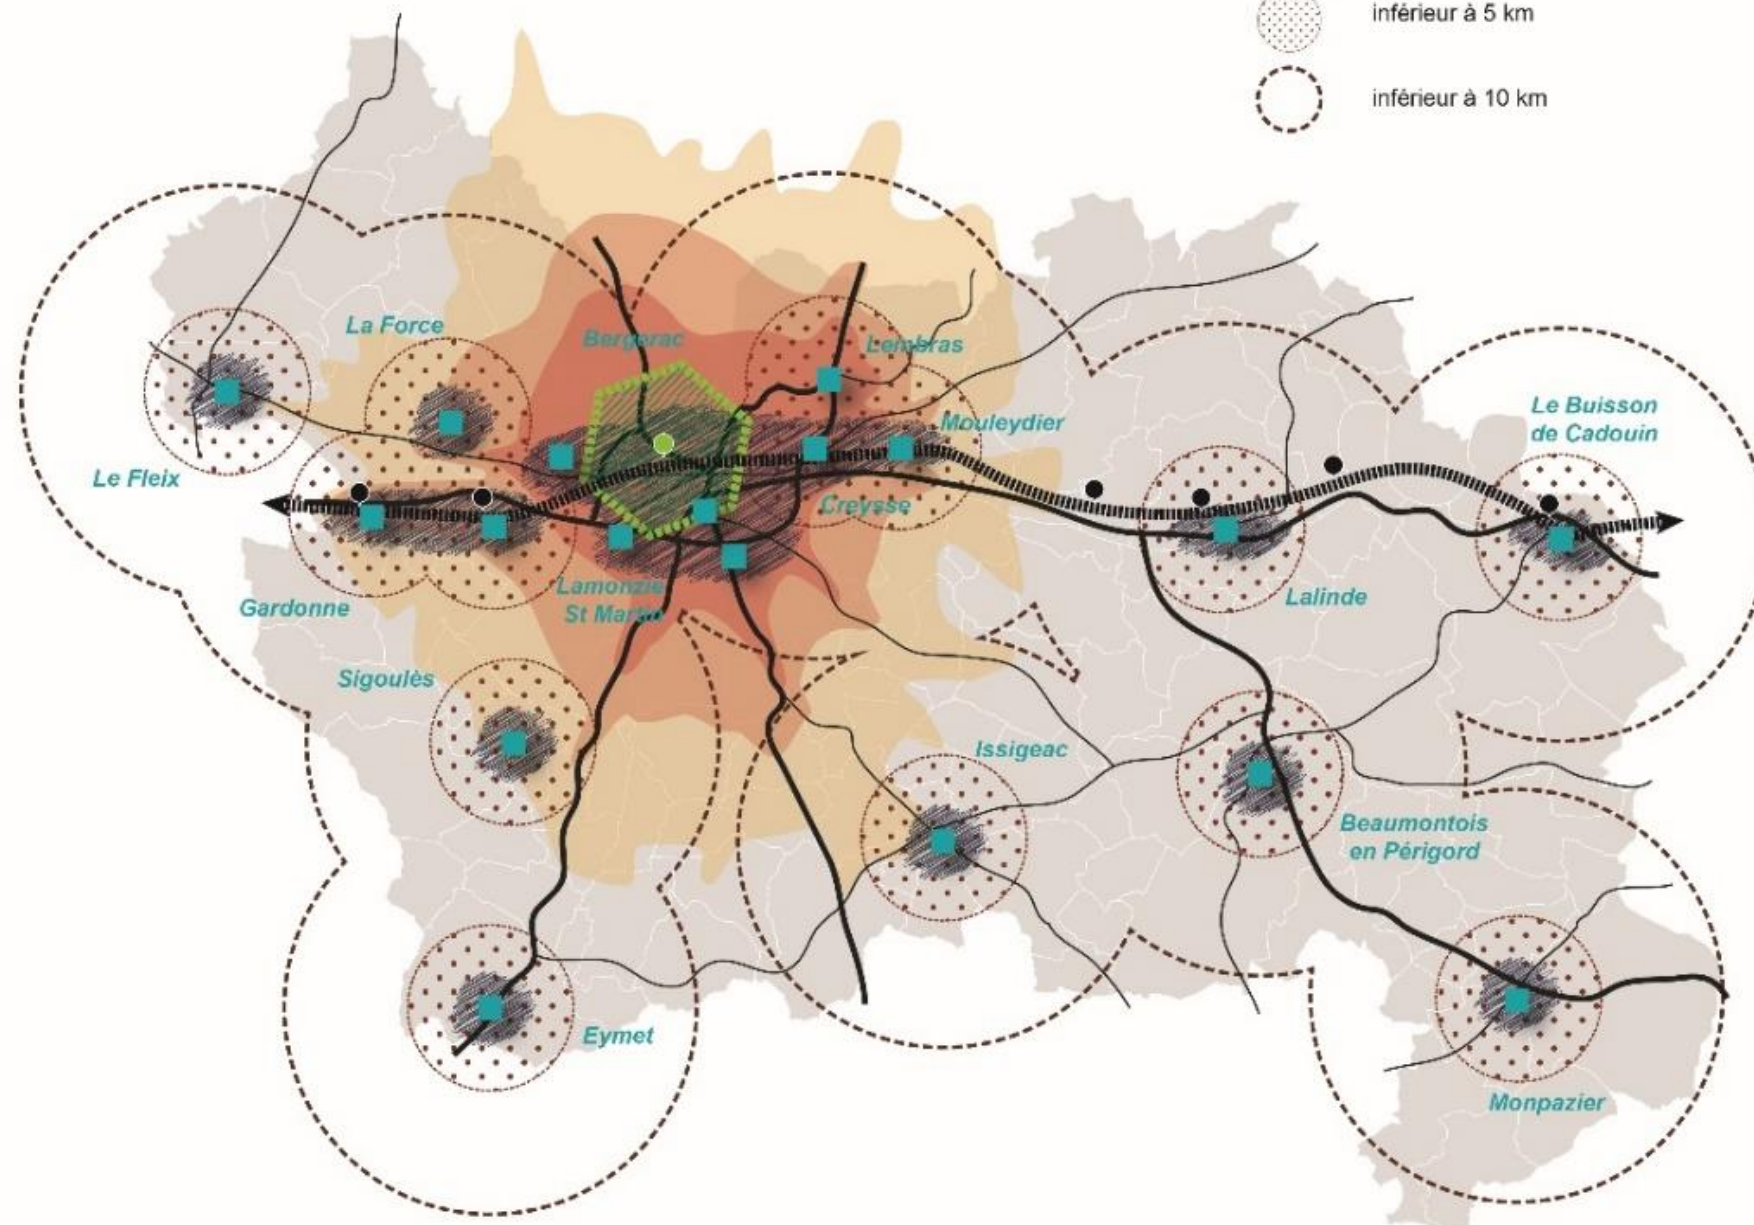 inférieur à 5 km
inférieur à 10 km
La Force
Bergerac
Lembras
Le Buisson
de Cadouin
Mouleydier
Le Fleix
Creysse
Lamonzie
St Martin
Gardonne
Lalinde
Sigoulès
Issigeac
Beaumontois
en Périgord
Eymet
Monpazier